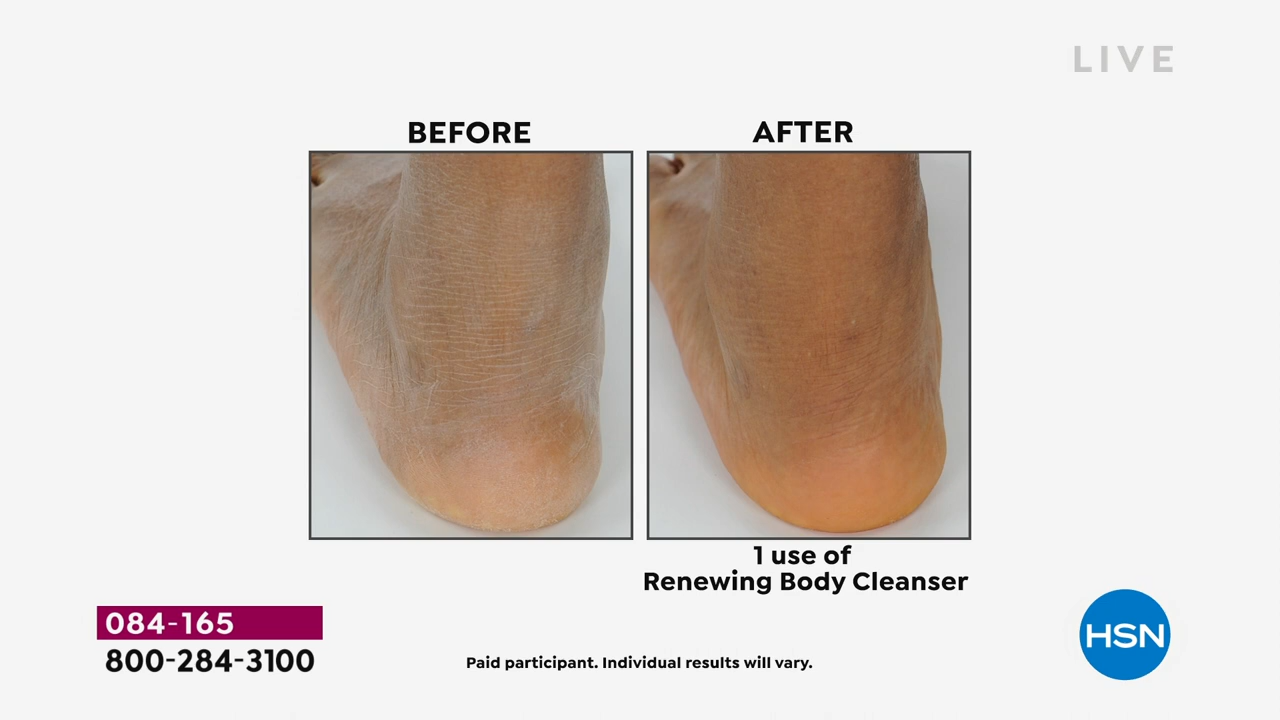 LIVE
BEFORE
AFTER
1 use of
Renewing Body Cleanser
084-165
800-284-3100
Paid participant. Individual results will vary.
HSN